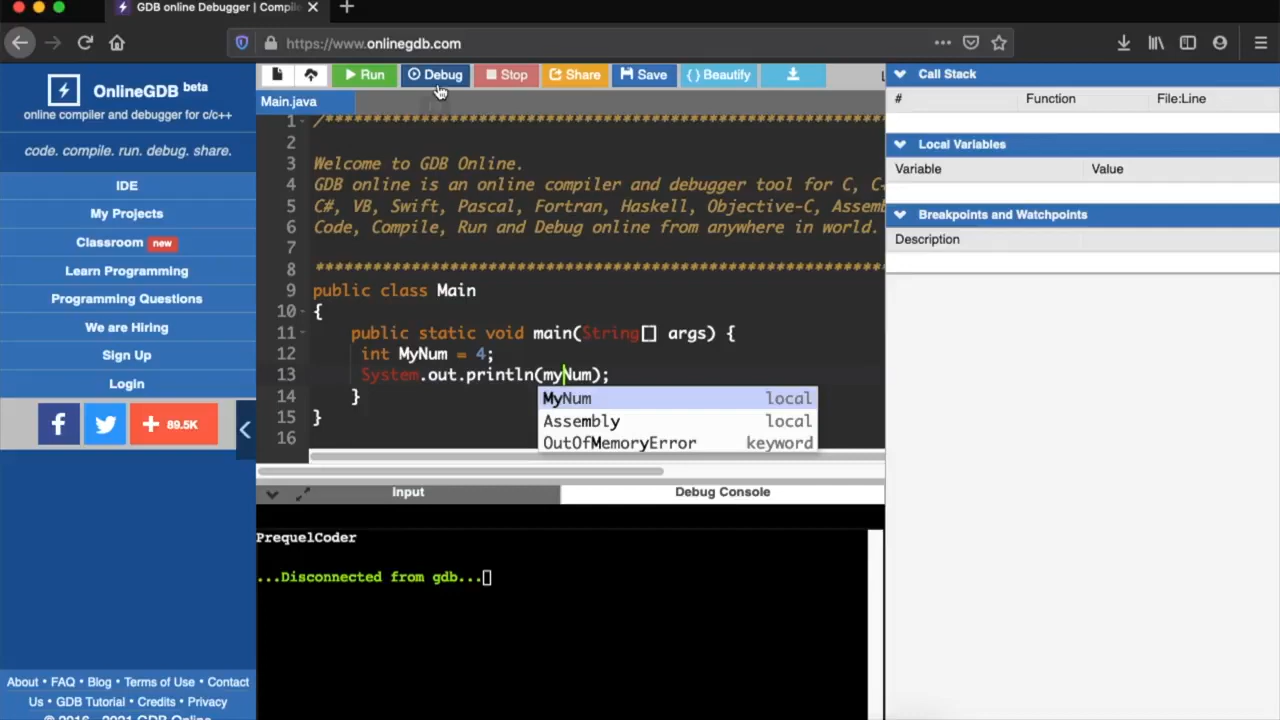 GDB online Debugger | Compile
https://www.onlinegdb.com
OnlineGDB beta
online compiler and debugger for c/c++
code. compile. run. debug. share.
IDE
My Projects
Classroom new
Learn Programming
Programming Questions
We are Hiring
Sign Up
Login
89.5K
About • FAQ • Blog • Terms of Use • Contact
Us • GDB Tutorial • Credits • Privacy
© 2016 - 2021 GDB Online
Run Debug Stop Share Save { } Beautify
Main.java
1 /******************************************************************************
2
3 Welcome to GDB Online.
4 GDB online is an online compiler and debugger tool for C, C+
5 C#, VB, Swift, Pascal, Fortran, Haskell, Objective-C, Assem
6 Code, Compile, Run and Debug online from anywhere in world.
7
8 *******************************************************************************
9 public class Main
10 {
11 public static void main(String[] args) {
12 int MyNum = 4;
13 System.out.println(myNum);
14 }
15 }
16
MyNum local
Assembly local
OutOfMemoryError keyword
Input Debug Console
PrequelCoder
...Disconnected from gdb...
Call Stack
# Function File:Line
Local Variables
Variable Value
Breakpoints and Watchpoints
Description